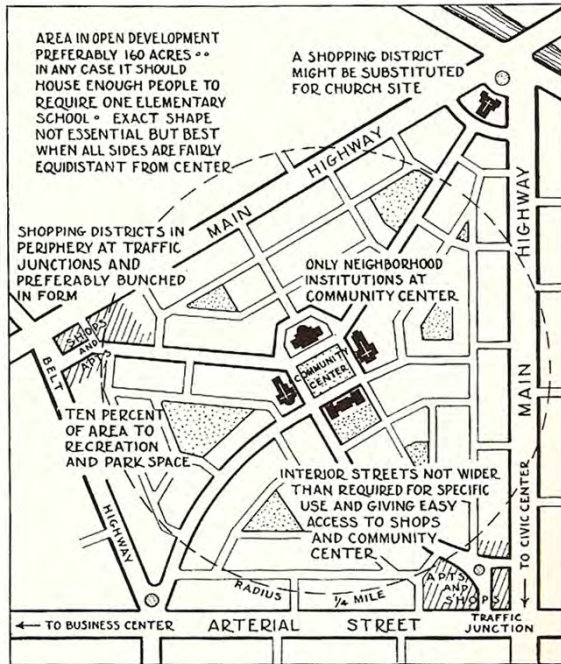 AREA IN OPEN DEVELOPMENT
PREFERABLY 160 ACRES • •
IN ANY CASE IT SHOULD
HOUSE ENOUGH PEOPLE TO
REQUIRE ONE ELEMENTARY
SCHOOL • EXACT SHAPE
NOT ESSENTIAL BUT BEST
WHEN ALL SIDES ARE FAIRLY
EQUIDISTANT FROM CENTER
A SHOPPING DISTRICT
MIGHT BE SUBSTITUTED
FOR CHURCH SITE
MAIN HIGHWAY
HIGHWAY
MAIN
SHOPPING DISTRICTS IN
PERIPHERY AT TRAFFIC
JUNCTIONS AND
PREFERABLY BUNCHED
IN FORM
ONLY NEIGHBORHOOD
INSTITUTIONS AT
COMMUNITY CENTER
SHOPS
AND
APTS
BELT
HIGHWAY
COMMUNITY
CENTER
TEN PERCENT
OF AREA TO
RECREATION
AND PARK SPACE
INTERIOR STREETS NOT WIDER
THAN REQUIRED FOR SPECIFIC
USE AND GIVING EASY
ACCESS TO SHOPS
AND COMMUNITY
CENTER
TO CIVIC CENTER
RADIUS 1/4 MILE
APTS
AND
SHOPS
TRAFFIC
JUNCTION
← TO BUSINESS CENTER
ARTERIAL STREET